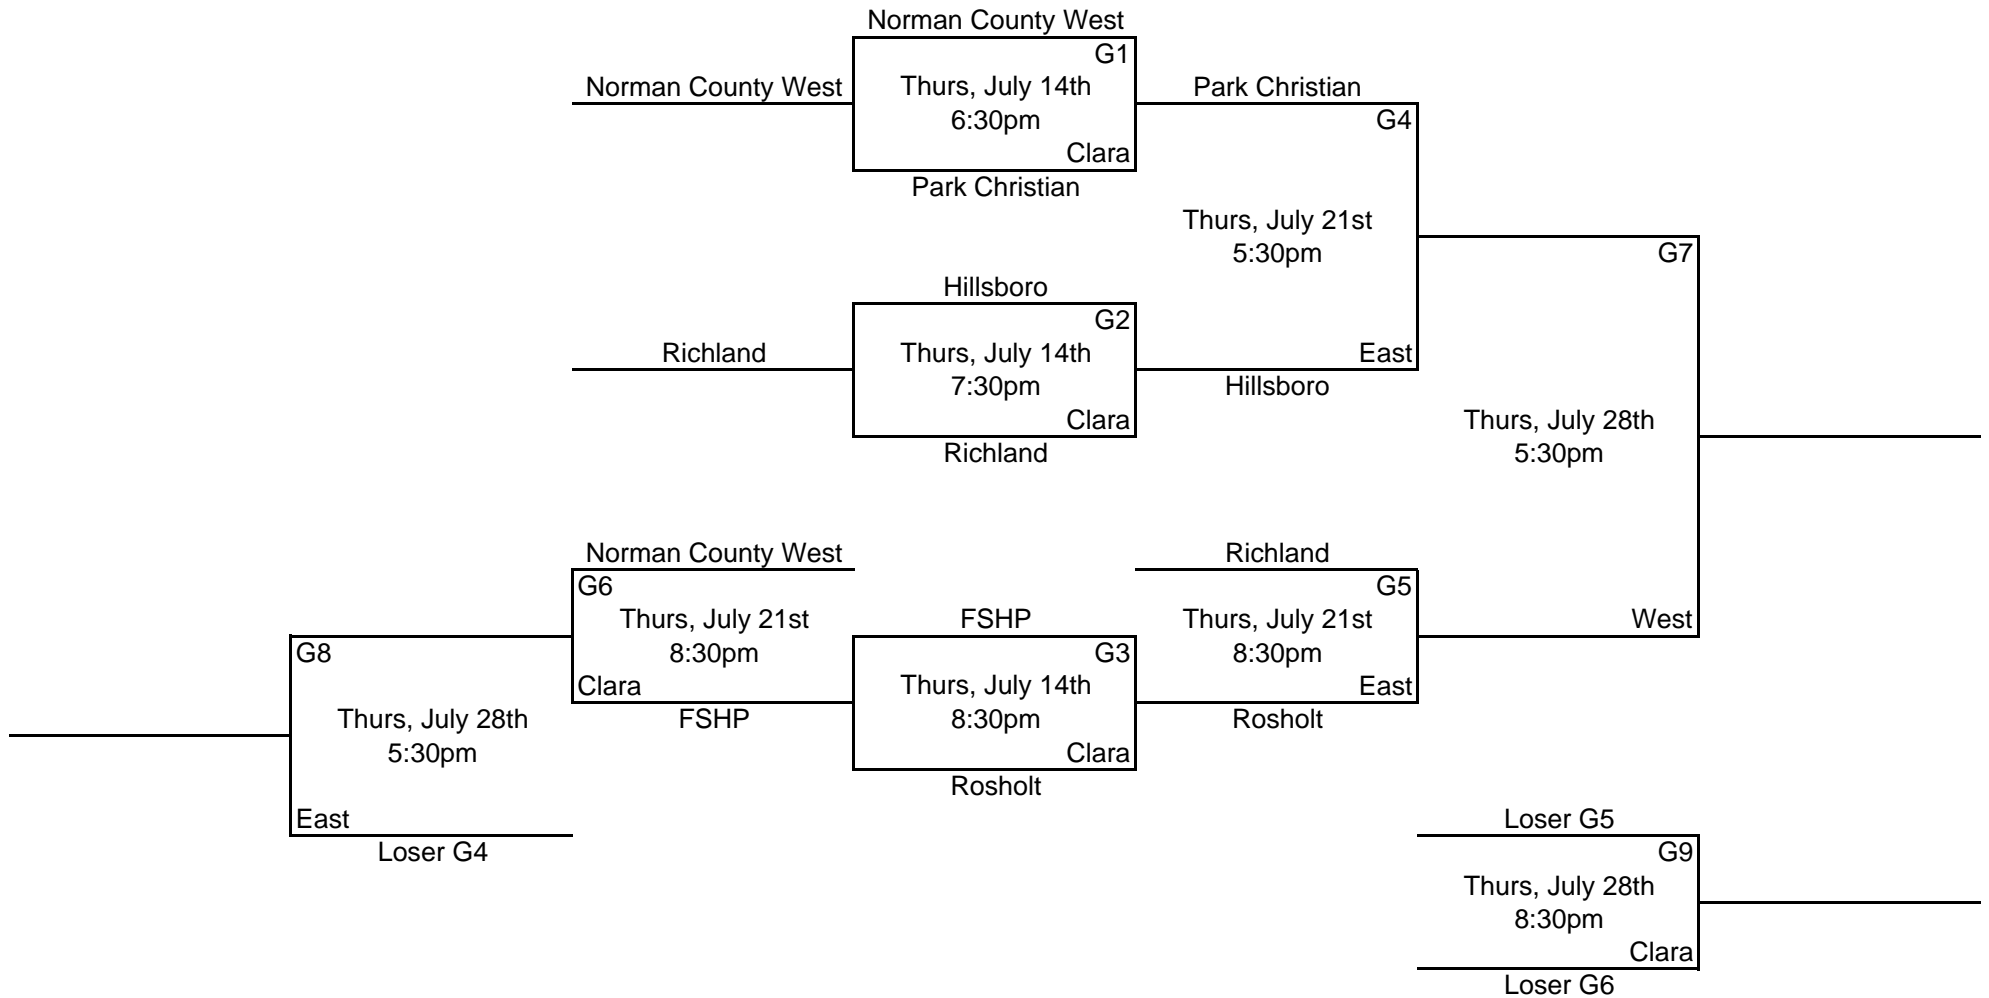 Norman County West
G1
Norman County West
Thurs, July 14th
Park Christian
6:30pm
G4
Clara
Park Christian
Thurs, July 21st
5:30pm
G7
Hillsboro
G2
Richland
Thurs, July 14th
East
7:30pm
Hillsboro
Clara
Thurs, July 28th
Richland
5:30pm
Norman County West
Richland
G6
G5
Thurs, July 21st
FSHP
Thurs, July 21st
West
8:30pm
G3
8:30pm
G8
Clara
Thurs, July 14th
East
Thurs, July 28th
FSHP
8:30pm
Rosholt
5:30pm
Clara
Rosholt
East
Loser G5
Loser G4
G9
Thurs, July 28th
8:30pm
Clara
Loser G6